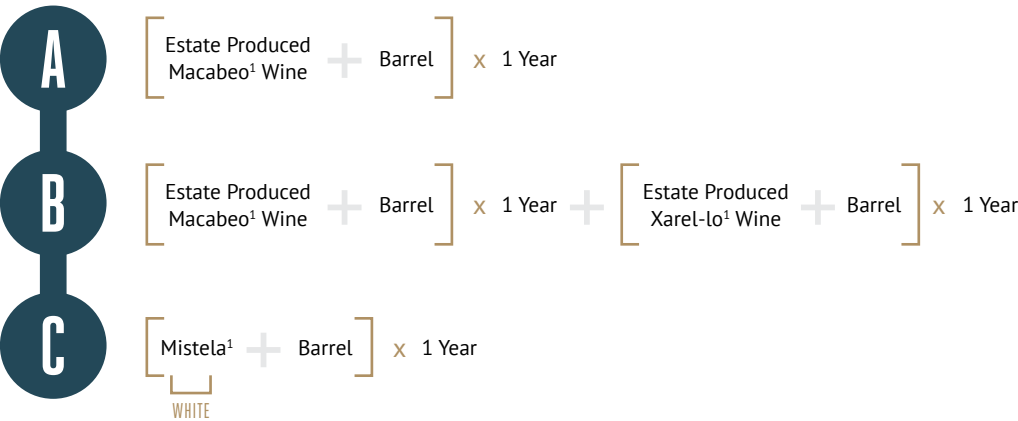 A
Estate Produced
Macabeo¹ Wine + Barrel x 1 Year
B
Estate Produced
Macabeo¹ Wine + Barrel x 1 Year + Estate Produced
Xarel-lo¹ Wine + Barrel x 1 Year
C
Mistela¹ + Barrel x 1 Year
WHITE